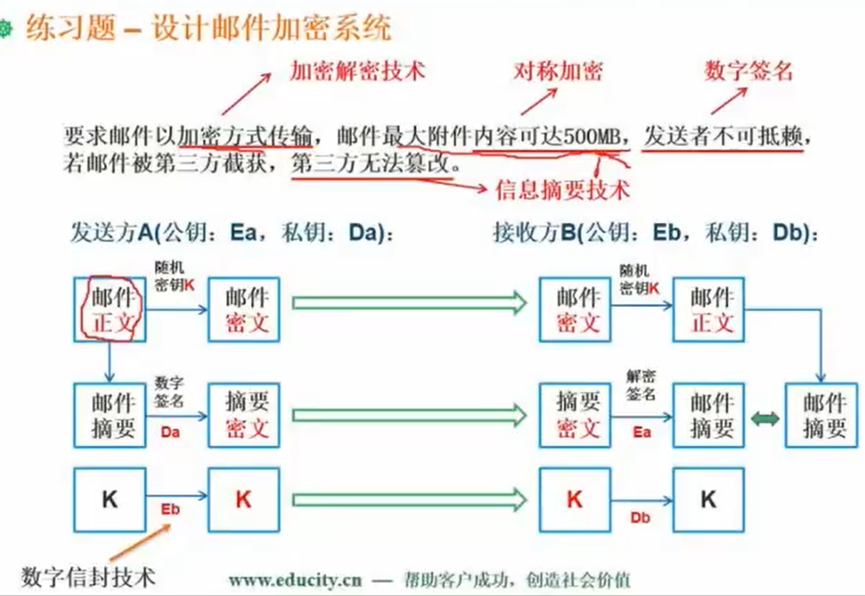 练习题 – 设计邮件加密系统
加密解密技术 对称加密 数字签名
要求邮件以加密方式传输，邮件最大附件内容可达500MB，发送者不可抵赖，
若邮件被第三方截获，第三方无法篡改。
信息摘要技术
发送方A(公钥：Ea，私钥：Da)： 接收方B(公钥：Eb，私钥：Db)：
邮件
正文
随机
密钥K
邮件
密文
邮件
密文
随机
密钥K
邮件
正文
邮件
摘要
数字
签名
Da
摘要
密文
摘要
密文
解密
签名
Ea
邮件
摘要
邮件
摘要
K
Eb
K
K
Db
K
数字信封技术
www.educity.cn — 帮助客户成功，创造社会价值